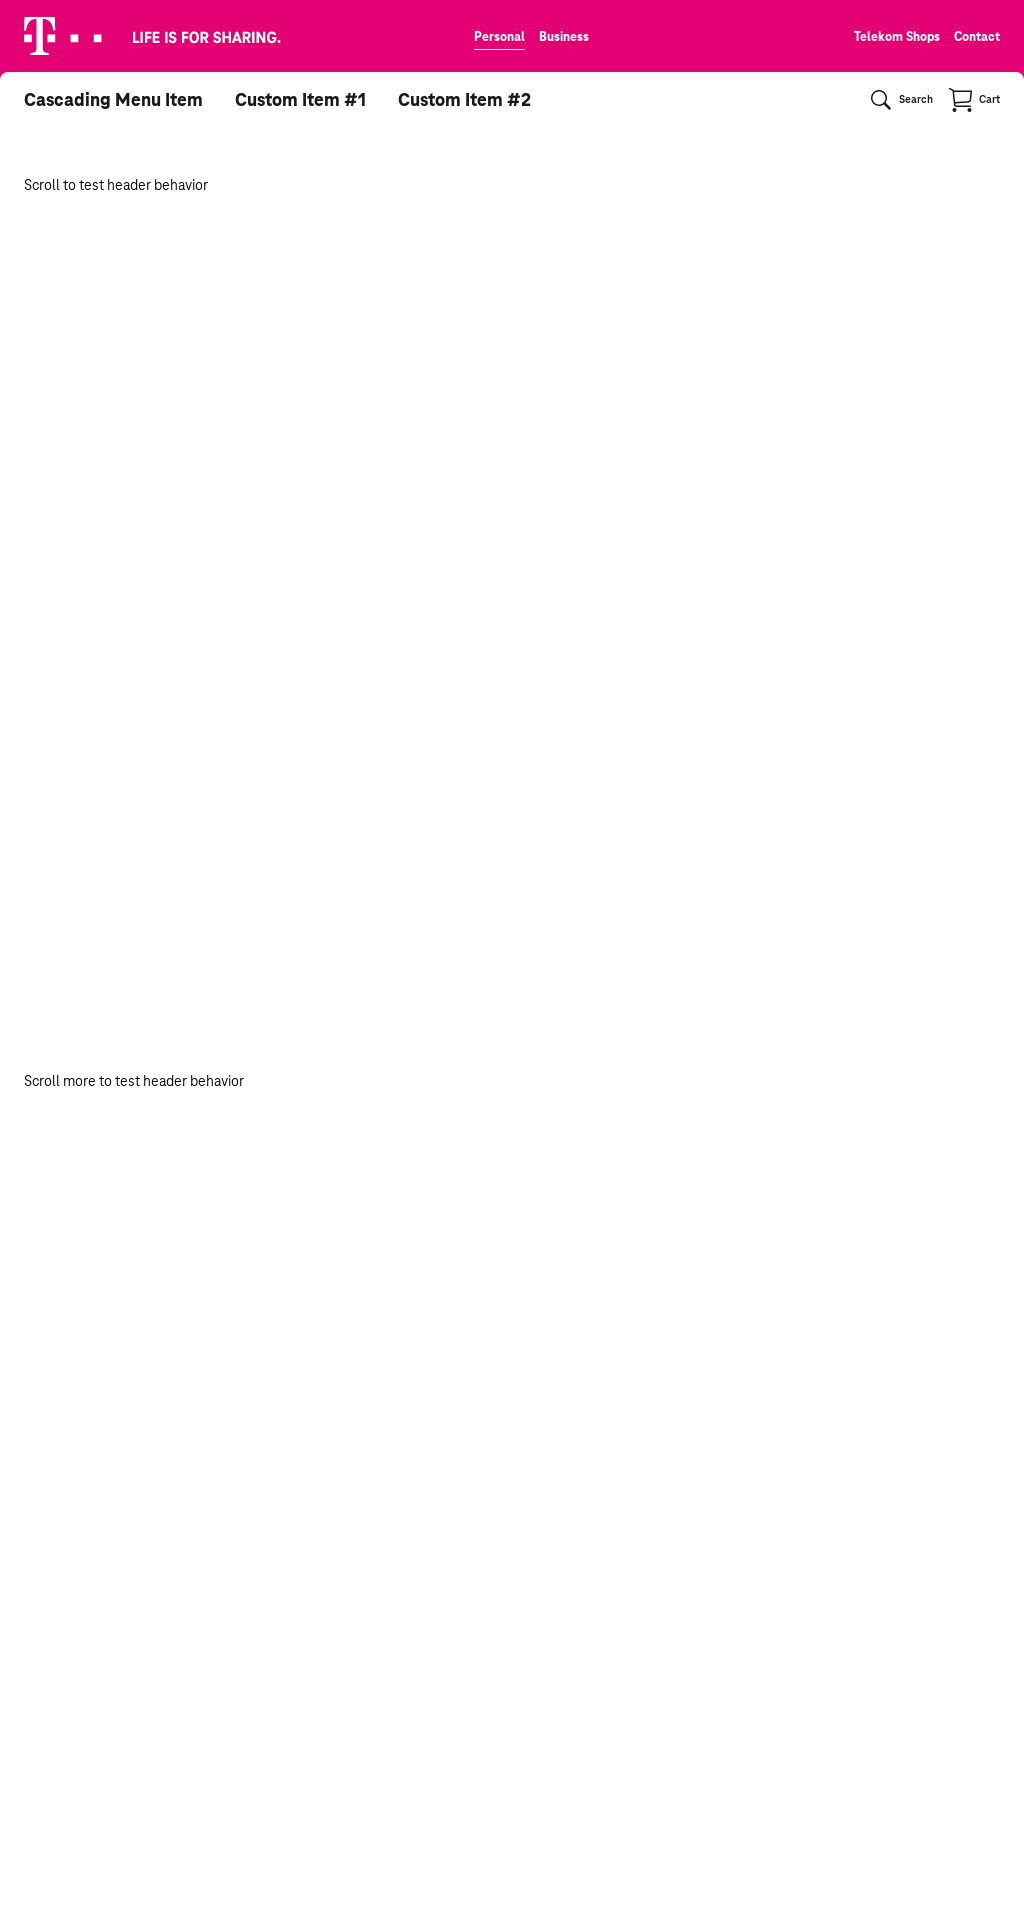 T
LIFE IS FOR SHARING.
Personal
Business
Telekom Shops
Contact
Cascading Menu Item
Custom Item #1
Custom Item #2
Search
Cart
Scroll to test header behavior
Scroll more to test header behavior